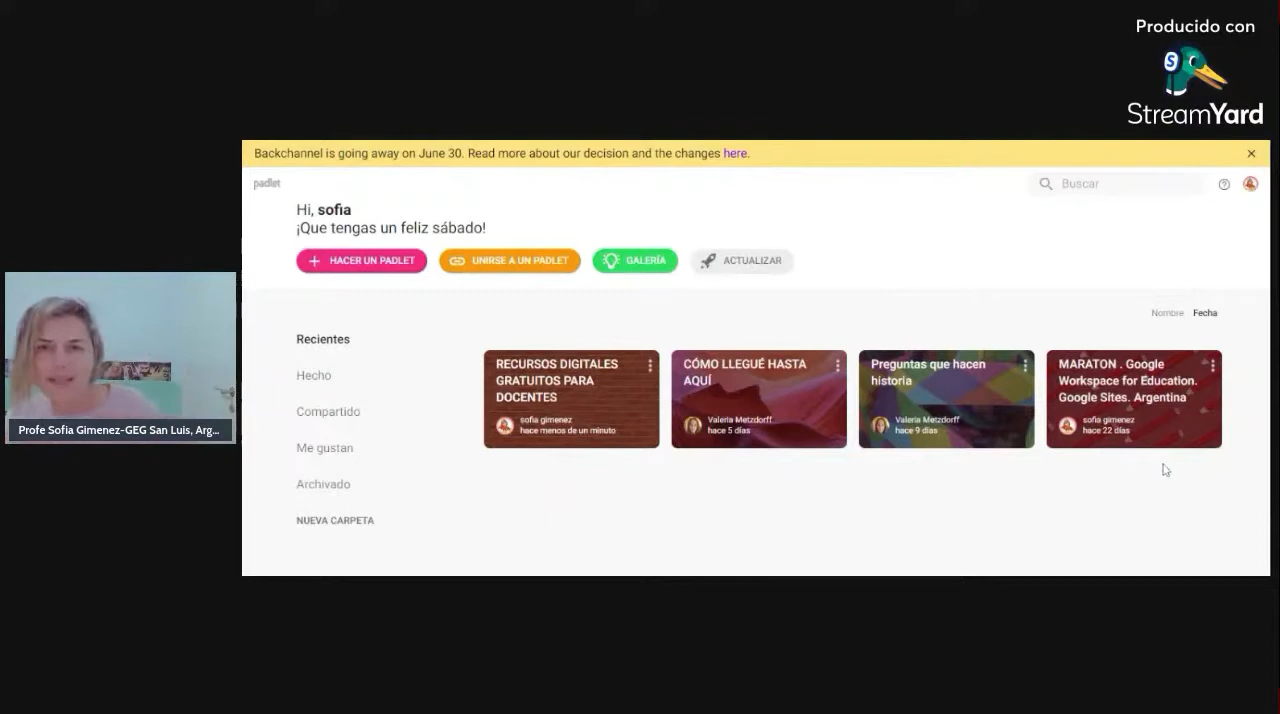 Producido con
StreamYard
Backchannel is going away on June 30. Read more about our decision and the changes here.
padlet
Buscar
Hi, sofia
¡Que tengas un feliz sábado!
HACER UN PADLET
UNIRSE A UN PADLET
GALERÍA
ACTUALIZAR
Nombre Fecha
Recientes
Hecho
Compartido
Me gustan
Archivado
NUEVA CARPETA
RECURSOS DIGITALES
GRATUITOS PARA
DOCENTES
sofia gimenez
hace menos de un minuto
CÓMO LLEGUÉ HASTA
AQUÍ
Valeria Metzdorff
hace 5 días
Preguntas que hacen
historia
Valeria Metzdorff
hace 9 días
MARATON . Google
Workspace for Education.
Google Sites. Argentina
sofia gimenez
hace 22 días
Profe Sofia Gimenez-GEG San Luis, Arg...